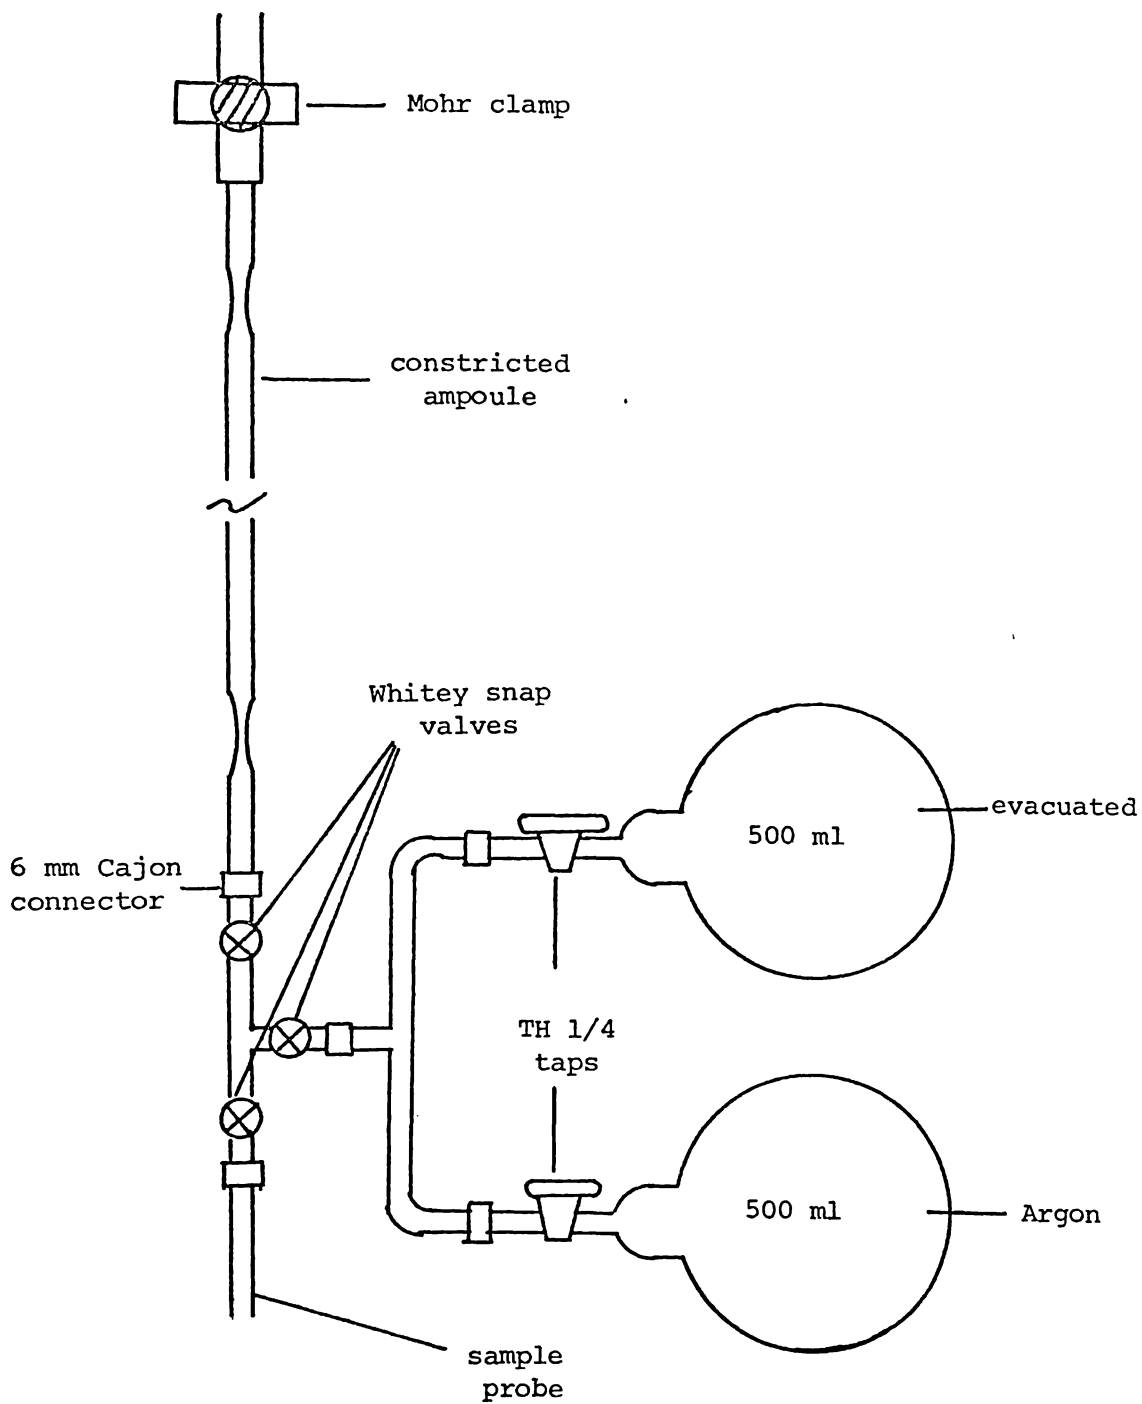 Mohr clamp
constricted
ampoule
Whitey snap
valves
evacuated
500 ml
6 mm Cajon
connector
TH 1/4
taps
500 ml
Argon
sample
probe